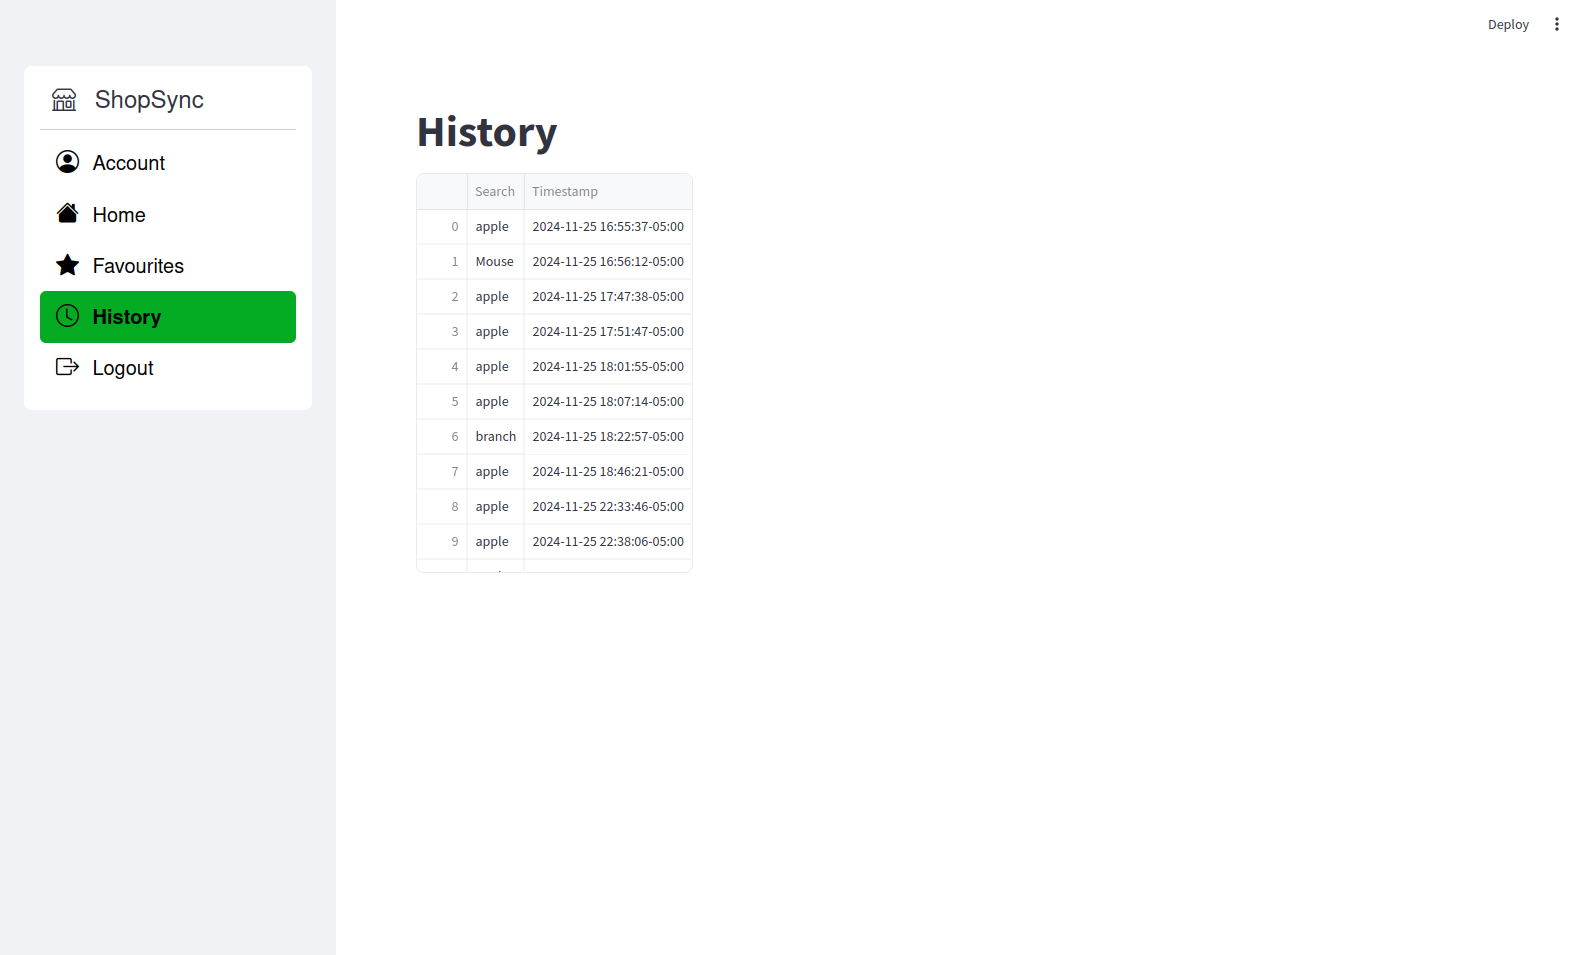 Deploy
ShopSync
Account
Home
Favourites
History
Logout
History
Search Timestamp
0 apple 2024-11-25 16:55:37-05:00
1 Mouse 2024-11-25 16:56:12-05:00
2 apple 2024-11-25 17:47:38-05:00
3 apple 2024-11-25 17:51:47-05:00
4 apple 2024-11-25 18:01:55-05:00
5 apple 2024-11-25 18:07:14-05:00
6 branch 2024-11-25 18:22:57-05:00
7 apple 2024-11-25 18:46:21-05:00
8 apple 2024-11-25 22:33:46-05:00
9 apple 2024-11-25 22:38:06-05:00